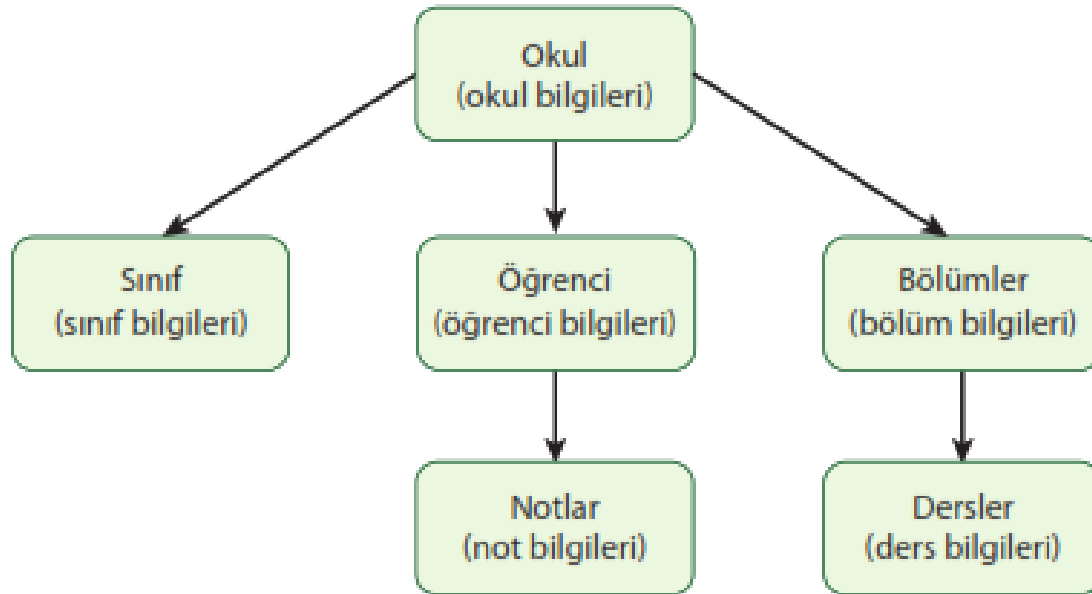 Okul
(okul bilgileri)
Sınıf
(sınıf bilgileri)
Öğrenci
(öğrenci bilgileri)
Bölümler
(bölüm bilgileri)
Notlar
(not bilgileri)
Dersler
(ders bilgileri)